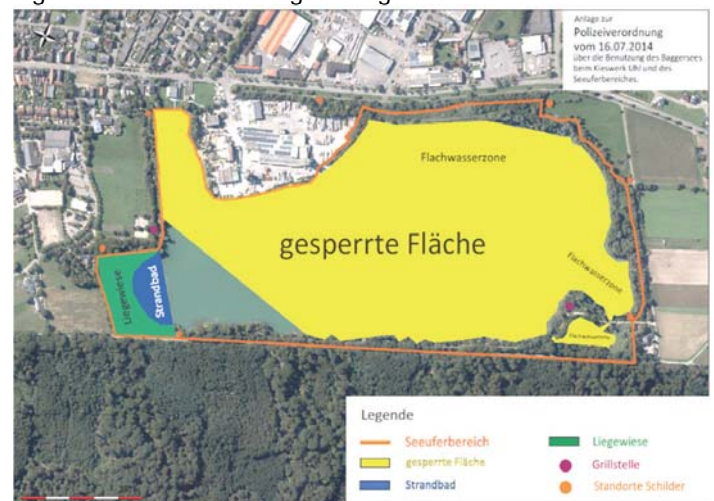 Anlage zur
Polizeiverordnung
vom 16.07.2014
über die Benutzung des Baggersees
beim Kieswerk Uhl und des
Seeuferbereiches.
Flachwasserzone
gesperrte Fläche
Flachwasserzone
Liegewiese
Strandbad
Flachwasserzone
Legende
Seeuferbereich
gesperrte Fläche
Strandbad
Liegewiese
Grillstelle
Standorte Schilder